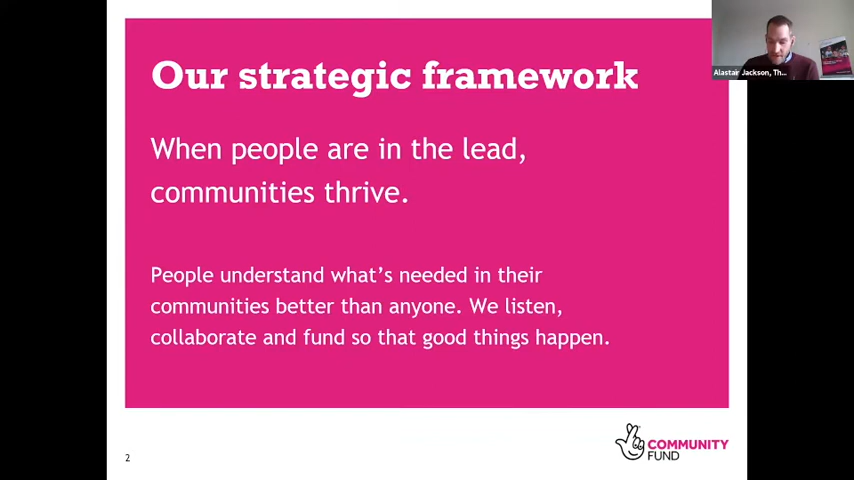 Our strategic framework
When people are in the lead,
communities thrive.
People understand what's needed in their
communities better than anyone. We listen,
collaborate and fund so that good things happen.
2
COMMUNITY
FUND
Alastair Jackson, Th...